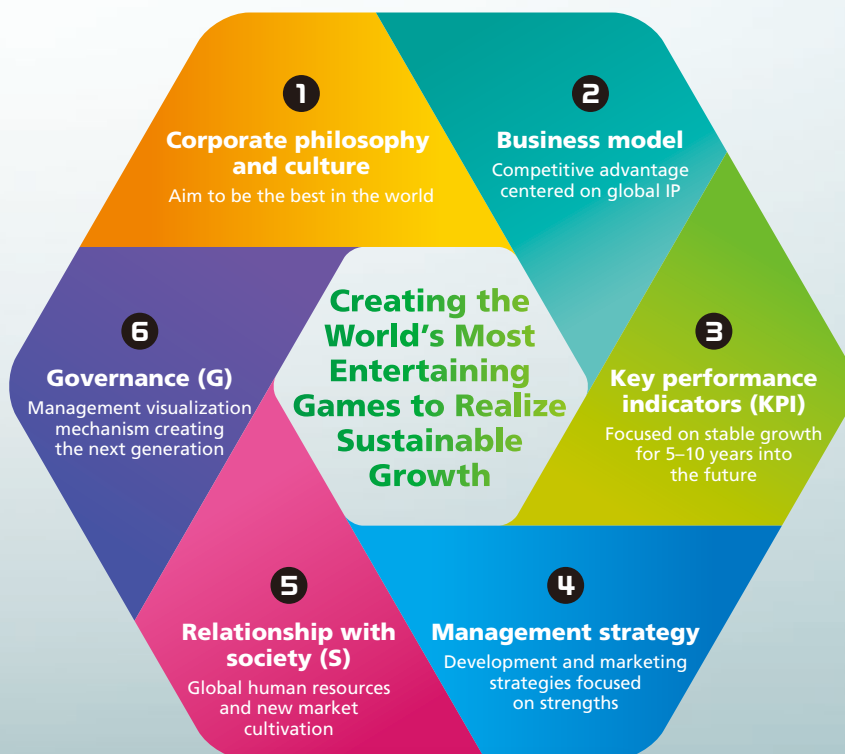 1
Corporate philosophy
and culture
Aim to be the best in the world
2
Business model
Competitive advantage
centered on global IP
3
Key performance
indicators (KPI)
Focused on stable growth
for 5–10 years into
the future
4
Management strategy
Development and marketing
strategies focused
on strengths
5
Relationship with
society (S)
Global human resources
and new market
cultivation
6
Governance (G)
Management visualization
mechanism creating
the next generation
Creating the
World's Most
Entertaining
Games to Realize
Sustainable
Growth